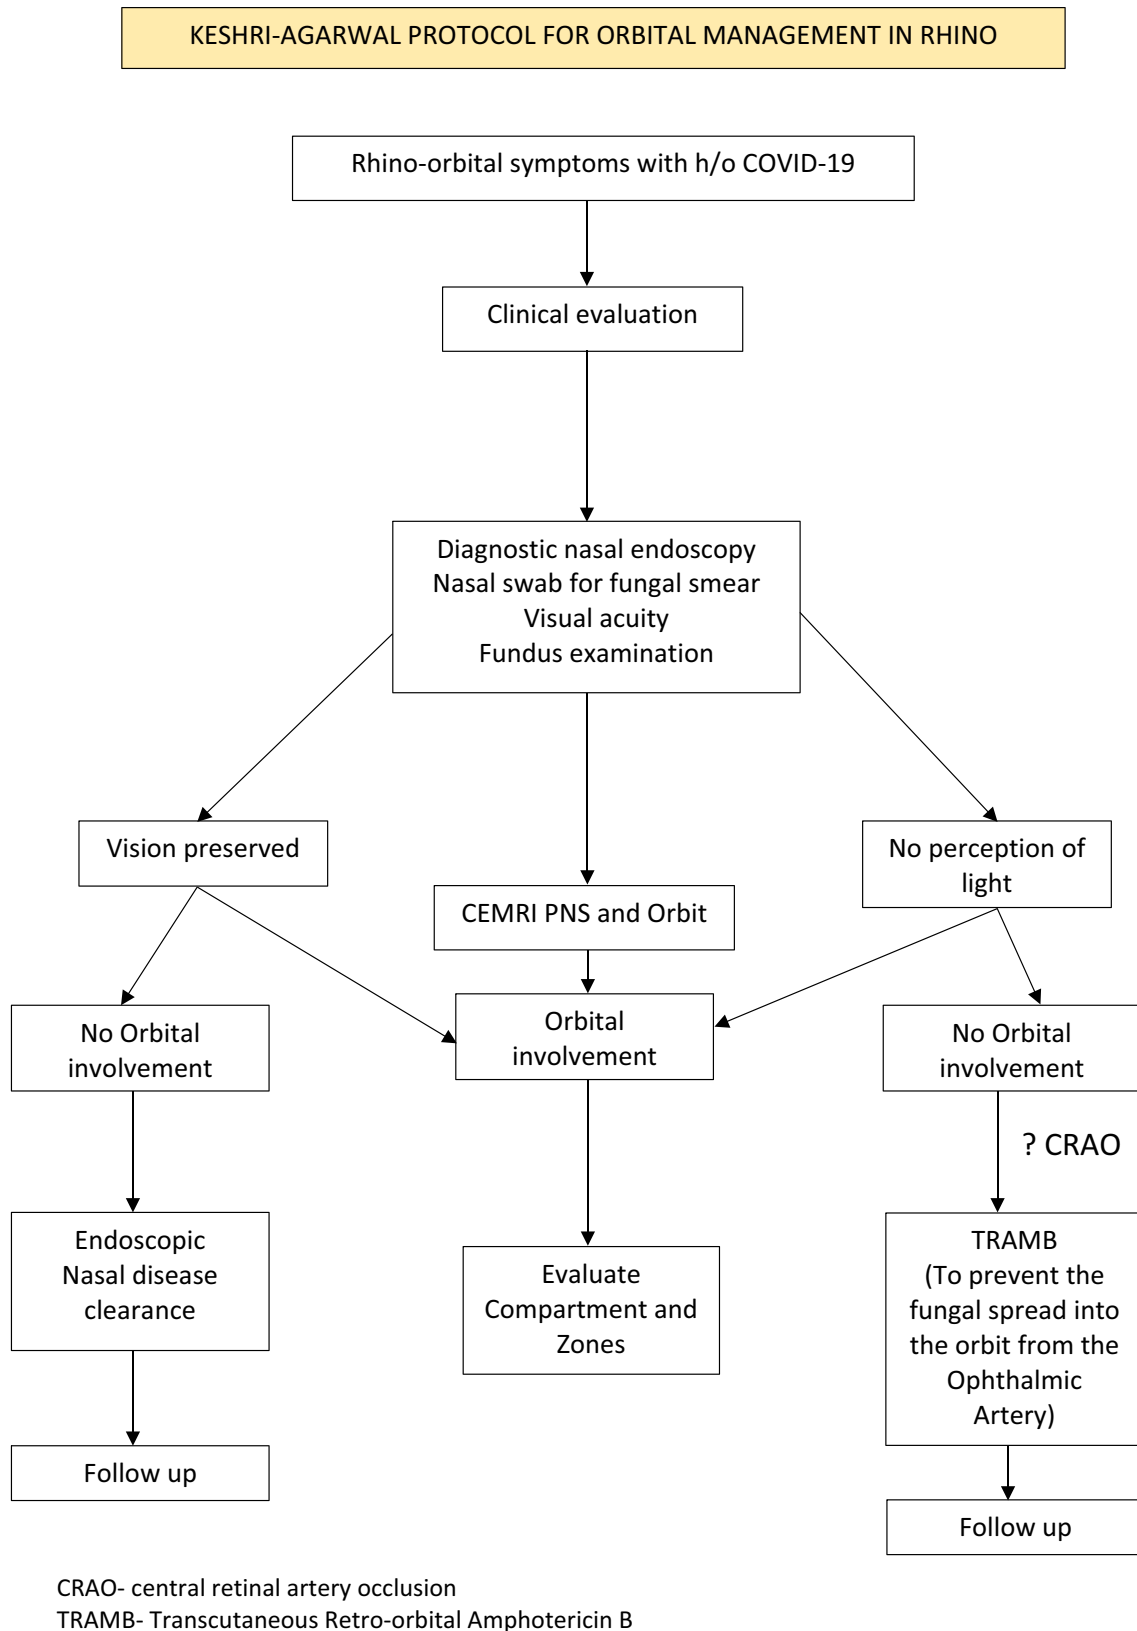 KESHRI-AGARWAL PROTOCOL FOR ORBITAL MANAGEMENT IN RHINO
Rhino-orbital symptoms with h/o COVID-19
Clinical evaluation
Diagnostic nasal endoscopy
Nasal swab for fungal smear
Visual acuity
Fundus examination
Vision preserved
No perception of
light
CEMRI PNS and Orbit
No Orbital
involvement
Orbital
involvement
No Orbital
involvement
? CRAO
Endoscopic
Nasal disease
clearance
Evaluate
Compartment and
Zones
TRAMB
(To prevent the
fungal spread into
the orbit from the
Ophthalmic
Artery)
Follow up
Follow up
CRAO- central retinal artery occlusion
TRAMB- Transcutaneous Retro-orbital Amphotericin B